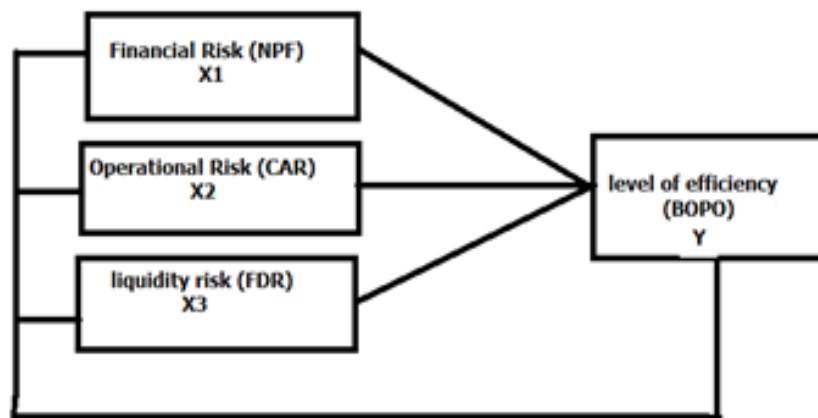 Financial Risk (NPF)
X1
Operational Risk (CAR)
X2
liquidity risk (FDR)
X3
level of efficiency
(BOPO)
Y